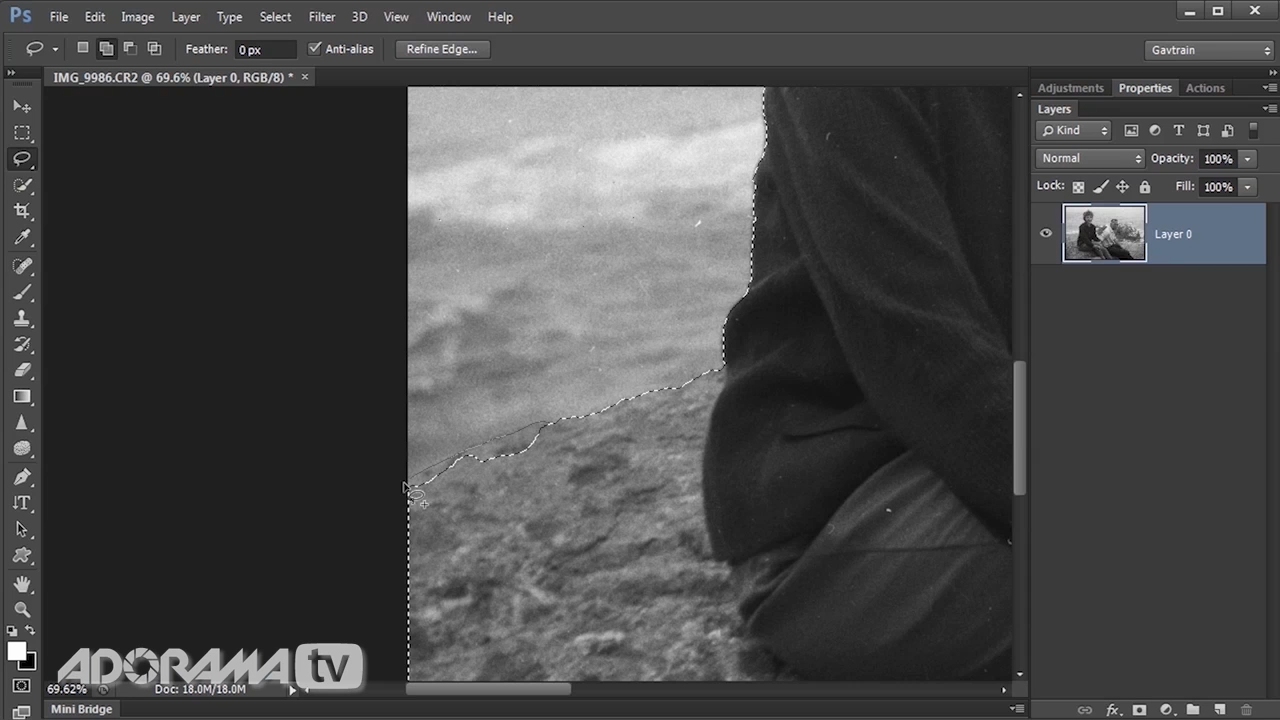 Ps File Edit Image Layer Type Select Filter 3D View Window Help
Feather: 0 px Anti-alias Refine Edge... Gavtrain
IMG_9986.CR2 @ 69.6% (Layer 0, RGB/8) * ×
Adjustments Properties Actions
Layers
Kind
Normal Opacity: 100%
Lock: Fill: 100%
Layer 0
ADORAMA tv
69.62% Doc: 18.0M/18.0M
Mini Bridge